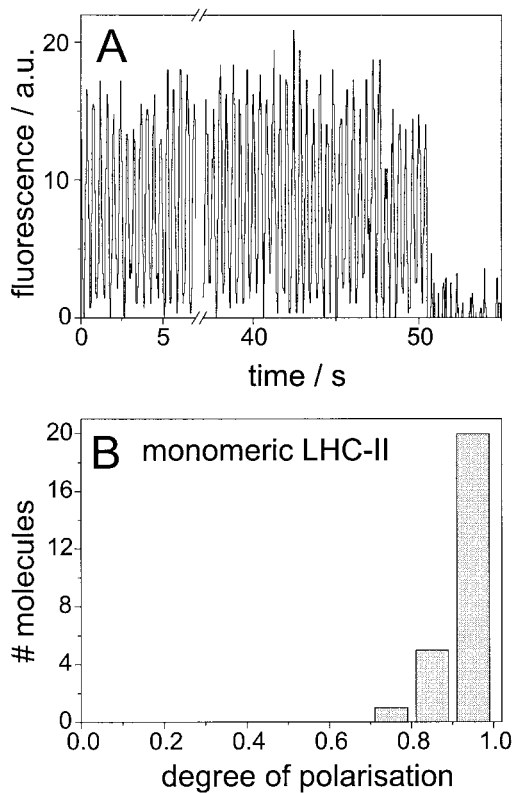 A
fluorescence / a.u.
20
10
0
0 5 40 50
time / s
B monomeric LHC-II
# molecules
20
16
12
8
4
0
0.0 0.2 0.4 0.6 0.8 1.0
degree of polarisation